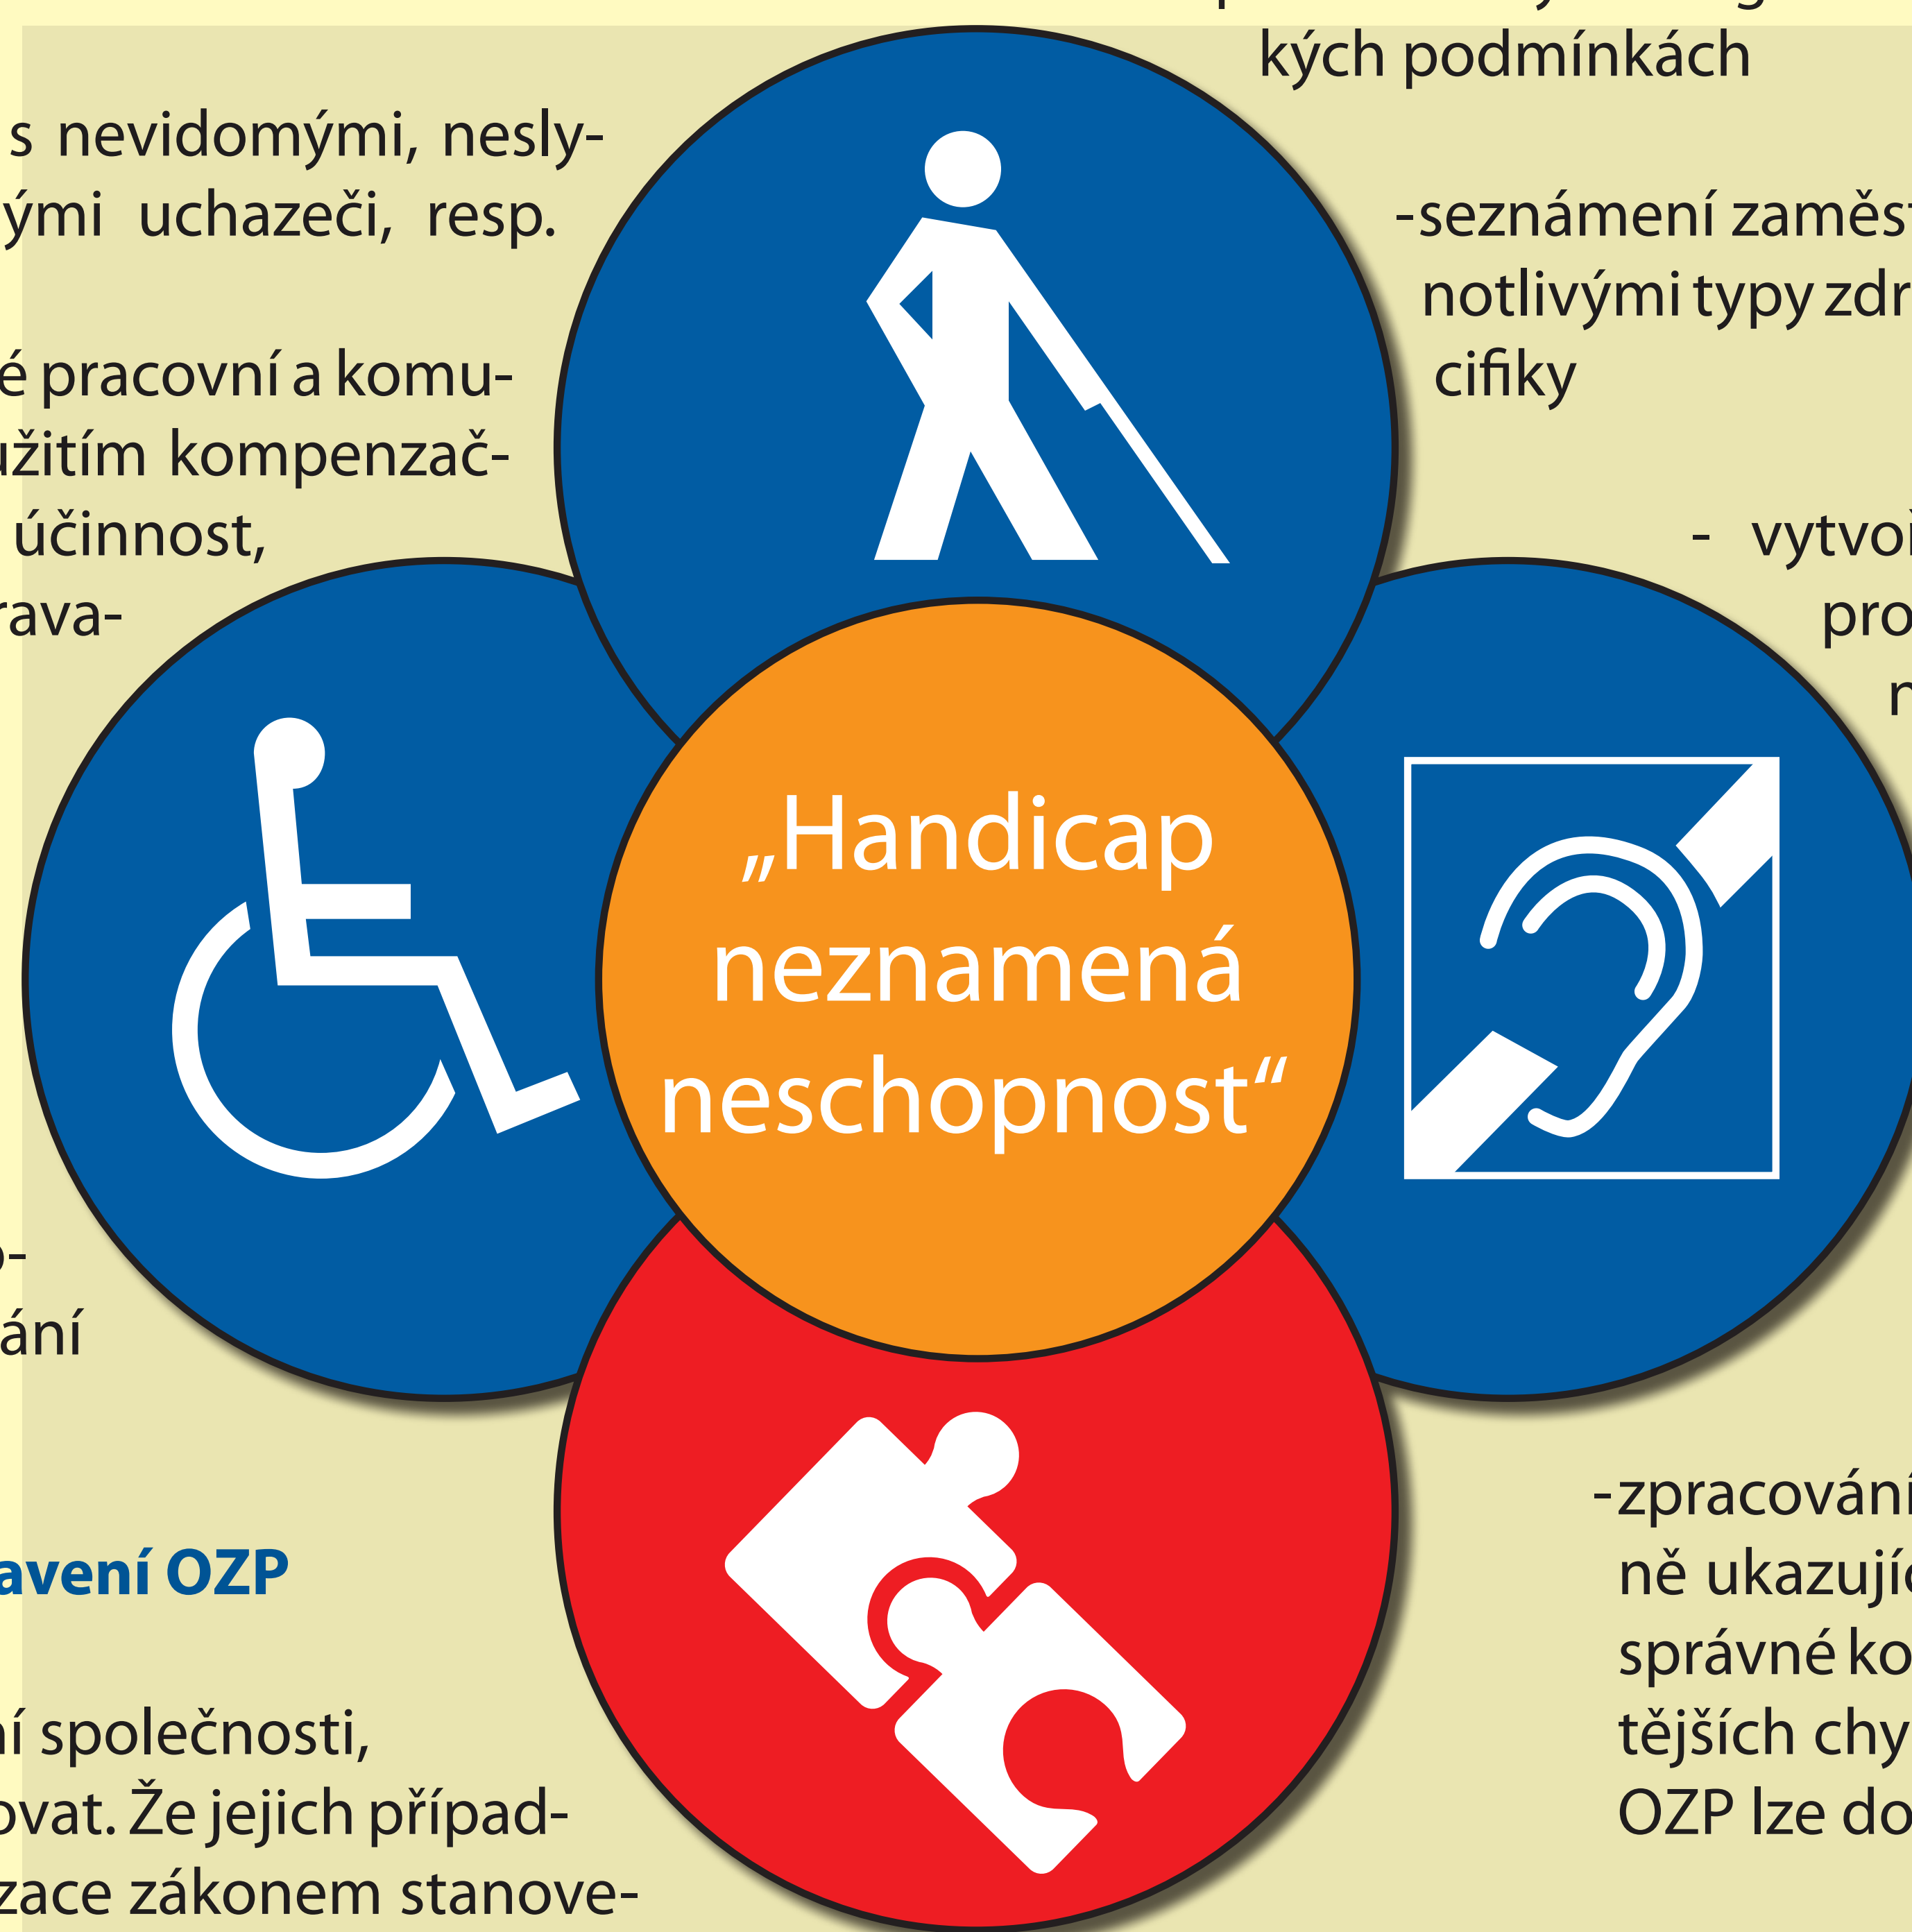 s nevidomými, nesly-
ými uchazeči, resp.
é pracovní a komu-
užitím kompenzač-
účinnost,
rava-
ání
avení OZP
ní společnosti,
ovat. Že jejich případ-
zace zákonem stanove-
„Handicap
neznamená
neschopnost“
kých podmínkách
-seznámení zaměst
notlivými typy zdr
cifiky
- vytvoř
pro
-zpracování
ně ukazujíc
správné ko
tějších chy
OZP lze do